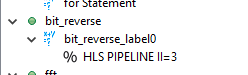 for Statement
bit_reverse
bit_reverse_label0
% HLS PIPELINE II=3
fft